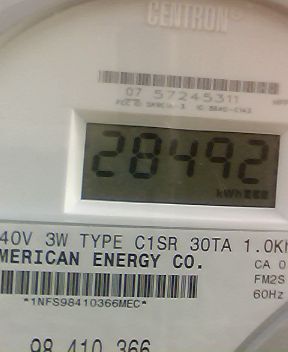 CENTRON®
07 57245311
28492
kWh
40V 3W TYPE C1SR 30TA 1.0Kh
MERICAN ENERGY CO.
CA 0
FM2S
*1NFS98410366MEC*
60Hz
98 410 366